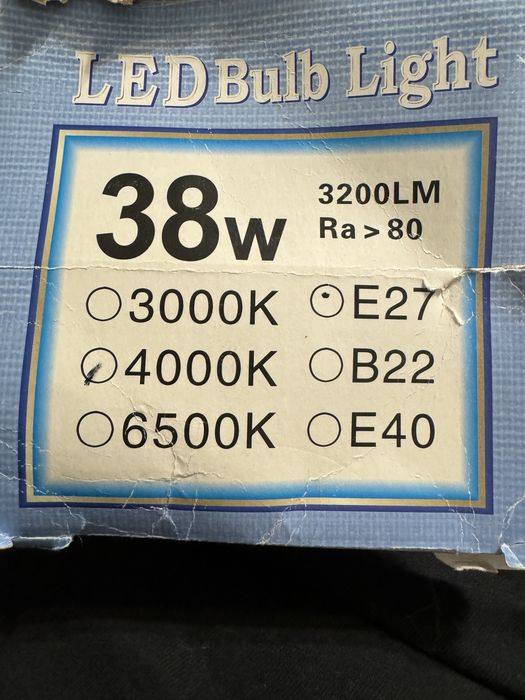 LED Bulb Light
38W
3200LM
Ra > 80
3000K
E27
4000K
B22
6500K
E40